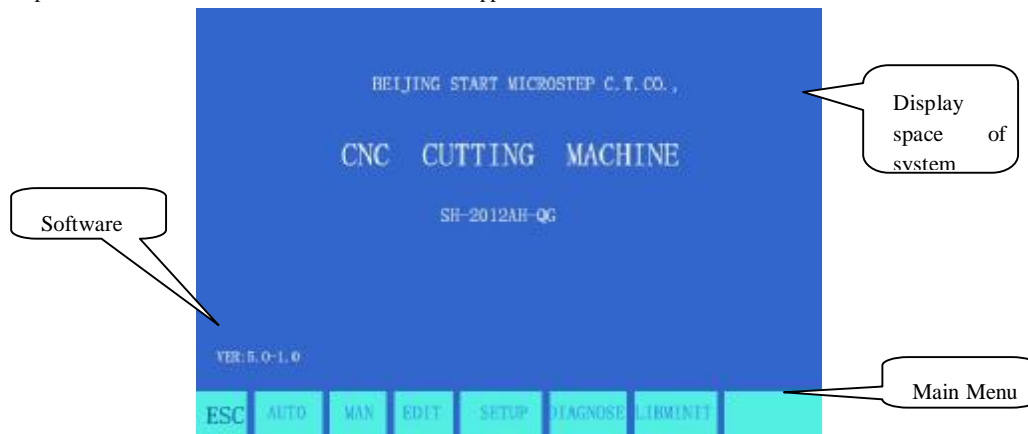 BEIJING START MICROSTEP C.T.CO.,
Display
space of
system
CNC CUTTING MACHINE
SH-2012AH-QG
Software
VER:5.0-1.0
Main Menu
ESC AUTO MAN EDIT SETUP DIAGNOSE LIBMINIT